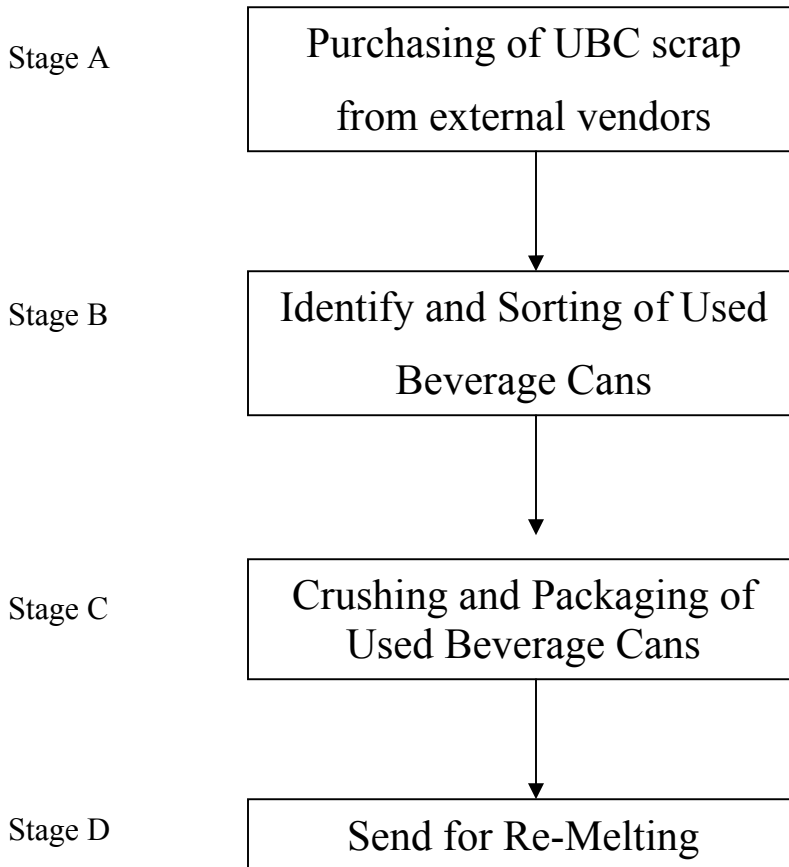 Stage A
Purchasing of UBC scrap
from external vendors
Stage B
Identify and Sorting of Used
Beverage Cans
Stage C
Crushing and Packaging of
Used Beverage Cans
Stage D
Send for Re-Melting